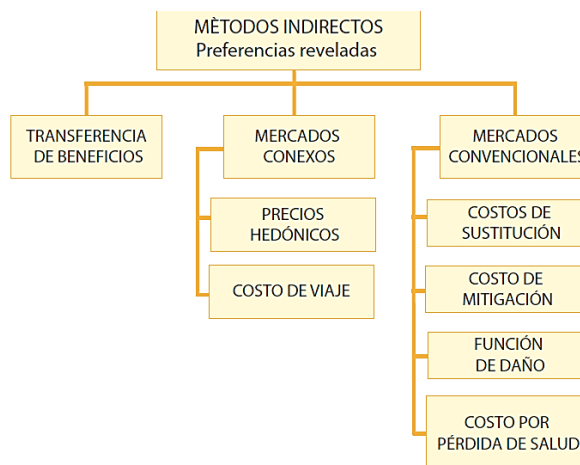 MÈTODOS INDIRECTOS
Preferencias reveladas
TRANSFERENCIA
DE BENEFICIOS
MERCADOS
CONEXOS
PRECIOS
HEDÓNICOS
COSTO DE VIAJE
MERCADOS
CONVENCIONALES
COSTOS DE
SUSTITUCIÓN
COSTO DE
MITIGACIÓN
FUNCIÓN
DE DAÑO
COSTO POR
PÉRDIDA DE SALUD